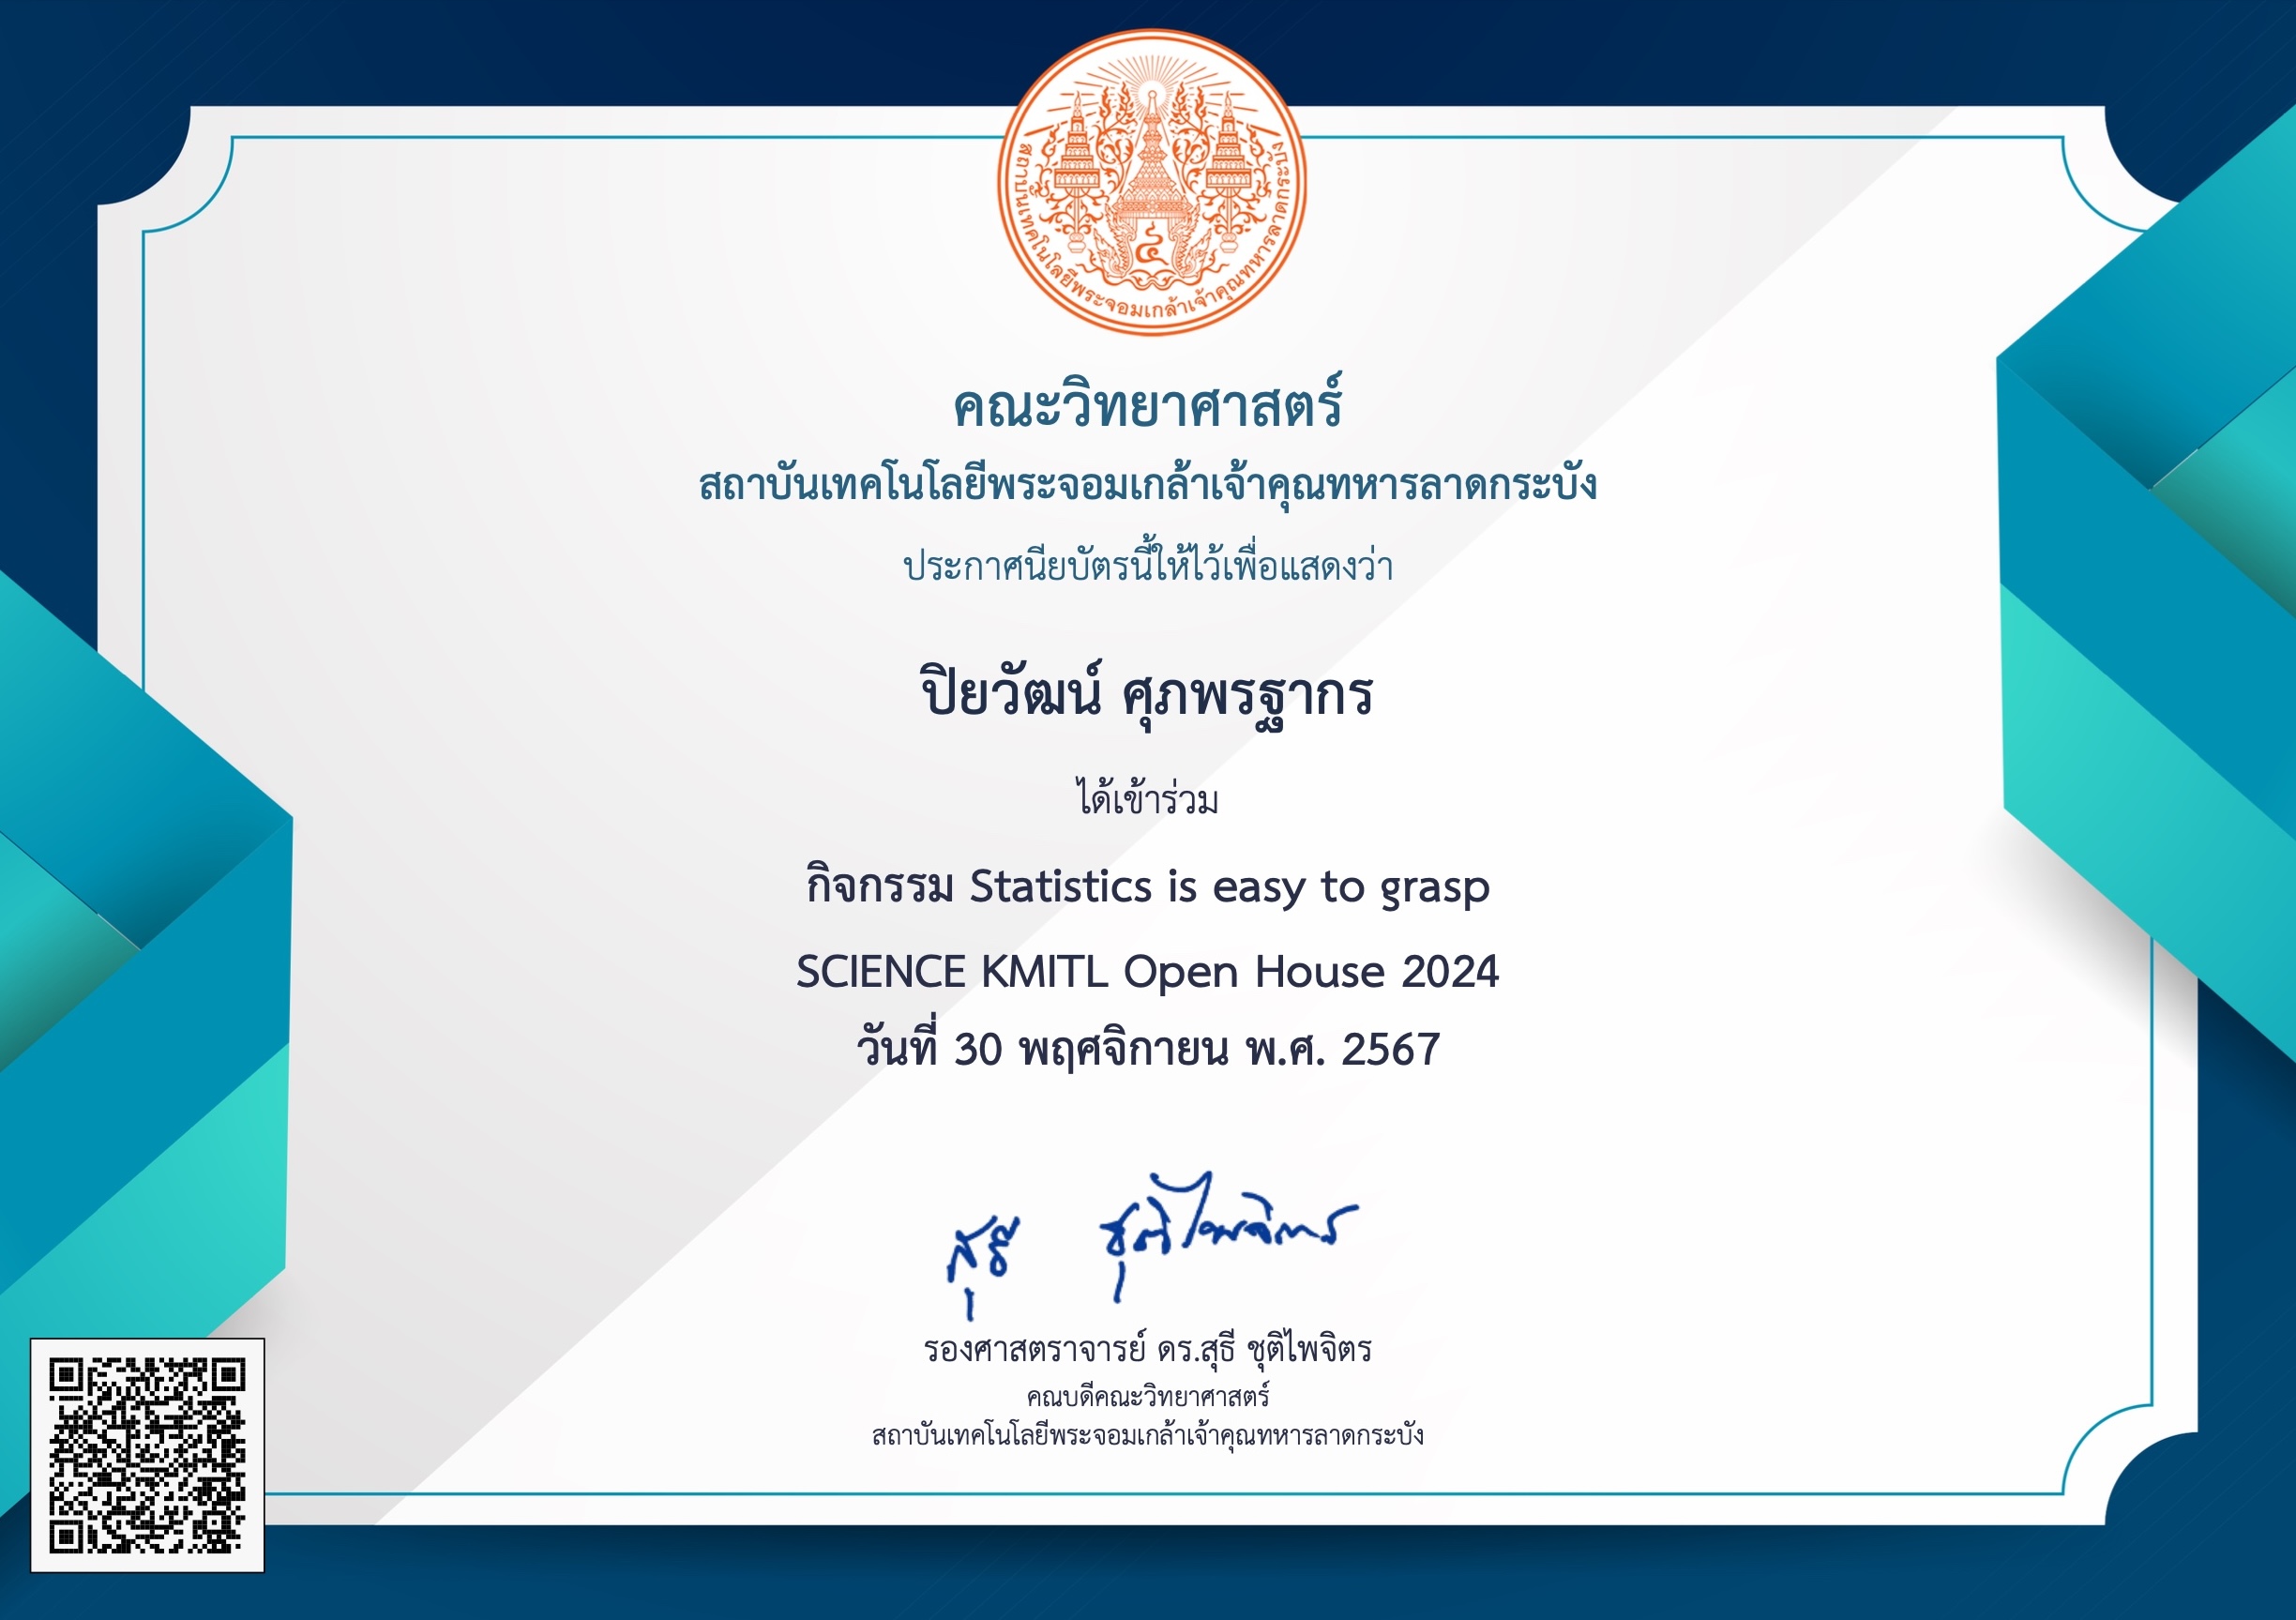 สถาบันเทคโนโลยีพระจอมเกล้าเจ้าคุณทหารลาดกระบัง
๔
คณะวิทยาศาสตร์
สถาบันเทคโนโลยีพระจอมเกล้าเจ้าคุณทหารลาดกระบัง
ประกาศนียบัตรนี้ให้ไว้เพื่อแสดงว่า
ปิยวัฒน์ ศุภพรฐากร
ได้เข้าร่วม
กิจกรรม Statistics is easy to grasp
SCIENCE KMITL Open House 2024
วันที่ 30 พฤศจิกายน พ.ศ. 2567
สุธี ชุติไพจิตร
รองศาสตราจารย์ ดร.สุธี ชุติไพจิตร
คณบดีคณะวิทยาศาสตร์
สถาบันเทคโนโลยีพระจอมเกล้าเจ้าคุณทหารลาดกระบัง